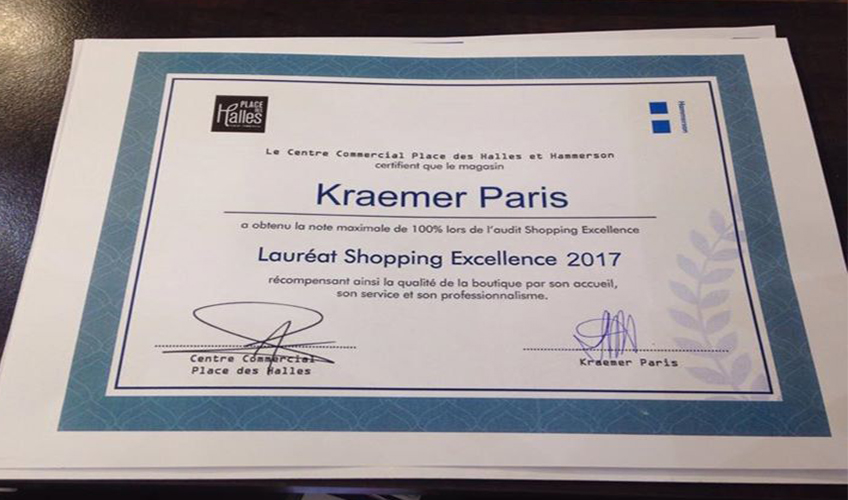 PLACE
DES
Halles
Hammerson
Le Centre Commercial Place des Halles et Hammerson
certifient que le magasin
Kraemer Paris
a obtenu la note maximale de 100% lors de l'audit Shopping Excellence
Lauréat Shopping Excellence 2017
récompensant ainsi la qualité de la boutique par son accueil,
son service et son professionnalisme.
Centre Commercial
Place des Halles
Kraemer Paris